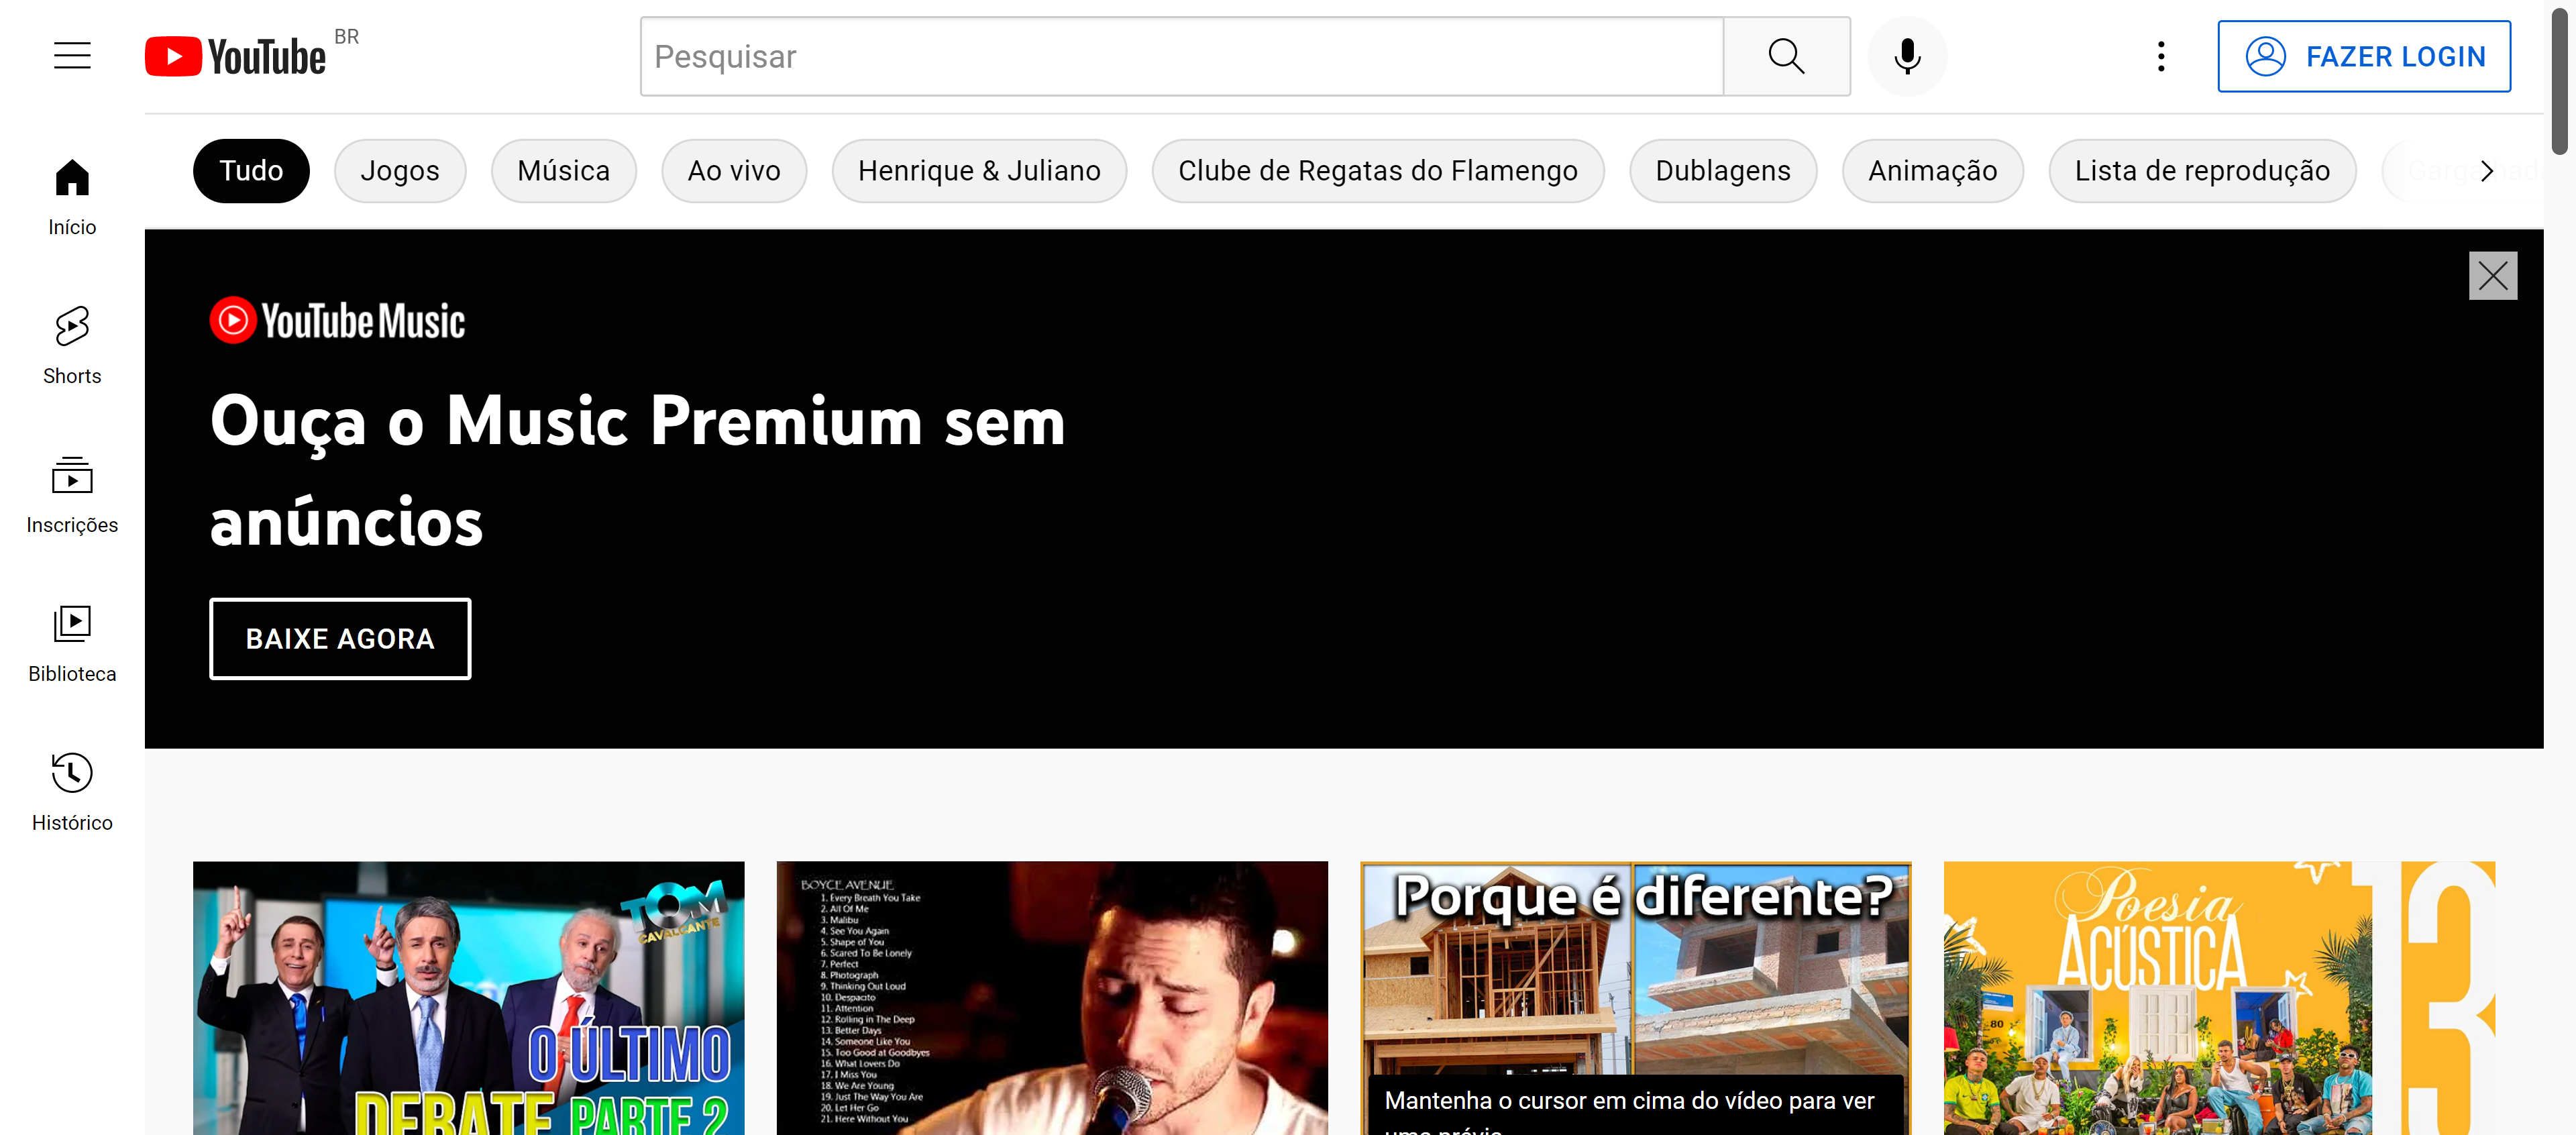 YouTube BR
Pesquisar
FAZER LOGIN
Tudo
Jogos
Música
Ao vivo
Henrique & Juliano
Clube de Regatas do Flamengo
Dublagens
Animação
Lista de reprodução
Início
Shorts
Inscrições
Biblioteca
Histórico
YouTube Music
Ouça o Music Premium sem
anúncios
BAIXE AGORA
TOM
CAVALCANTE
O ÚLTIMO
DEBATE PARTE 2
BOYCE AVENUE
1. Every Breath You Take
2. All Of Me
3. Malibu
4. See You Again
5. Shape of You
6. Scared To Be Lonely
7. Perfect
8. Photograph
9. Thinking Out Loud
10. Despacito
11. Attention
12. Rolling in The Deep
13. Better Days
14. Someone Like You
15. Too Good at Goodbyes
16. What Lovers Do
17. I Miss You
18. We Are Young
19. Just The Way You Are
20. Let Her Go
21. Here Without You
Porque é diferente?
Mantenha o cursor em cima do vídeo para ver
uma prévia
Poesia
ACÚSTICA
80
13